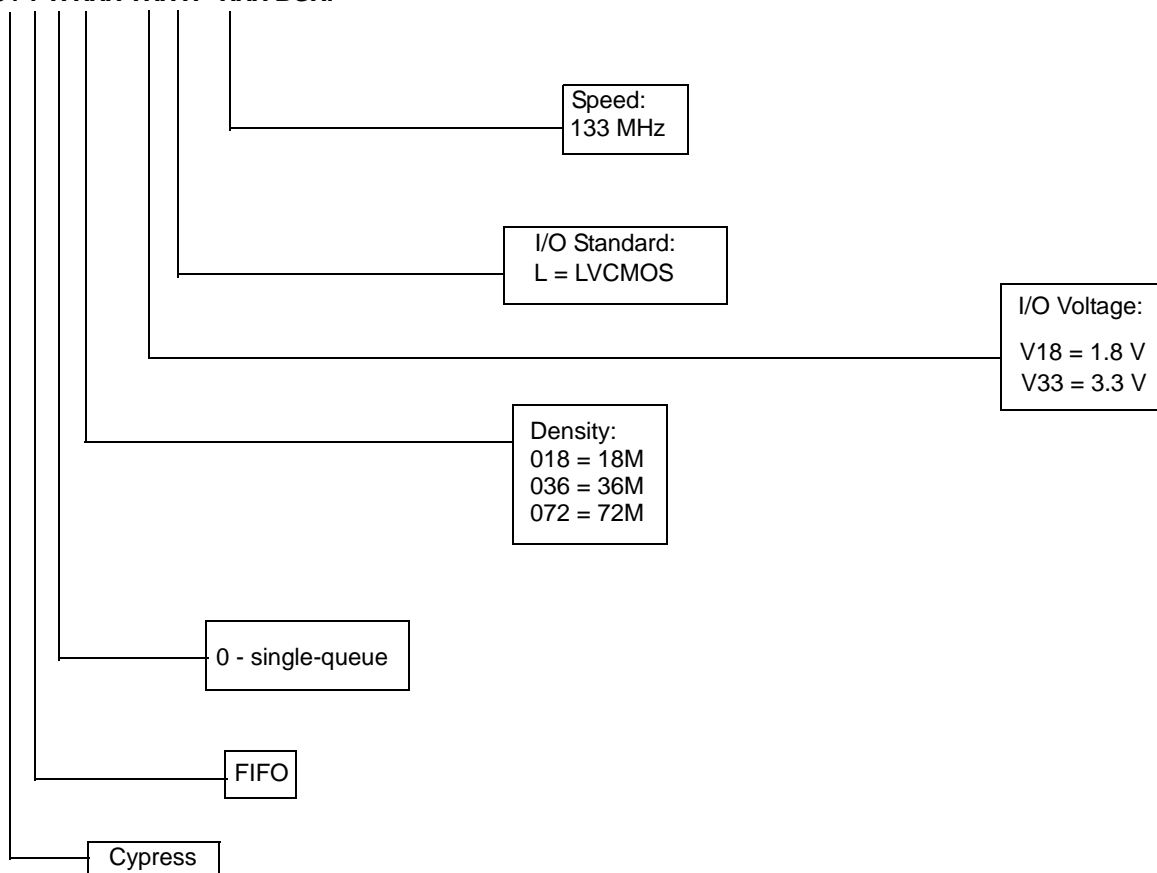 Speed:
133 MHz
I/O Standard:
L = LVCMOS
I/O Voltage:
V18 = 1.8 V
V33 = 3.3 V
Density:
018 = 18M
036 = 36M
072 = 72M
0 - single-queue
FIFO
Cypress